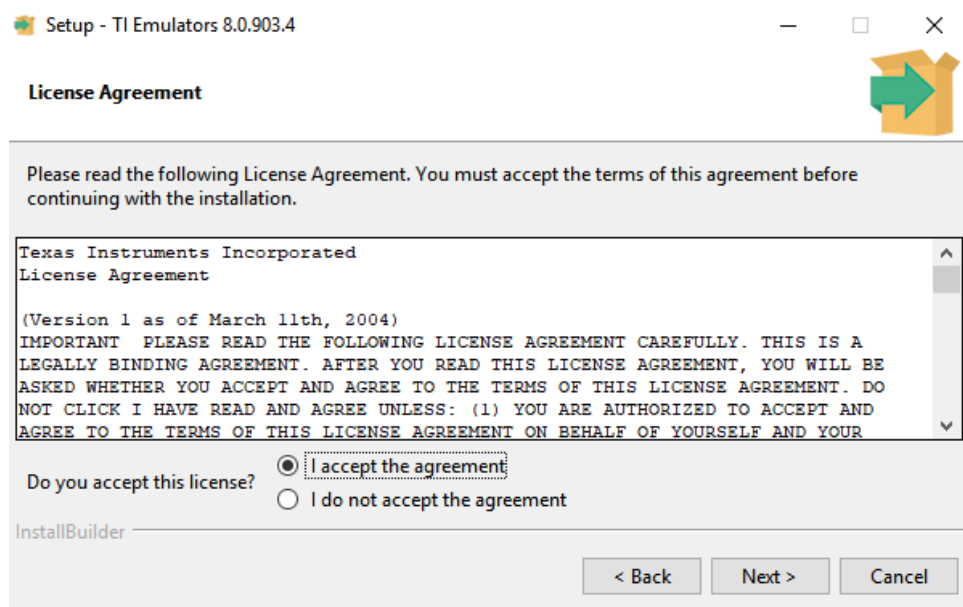 Setup - TI Emulators 8.0.903.4
License Agreement
Please read the following License Agreement. You must accept the terms of this agreement before
continuing with the installation.
Texas Instruments Incorporated
License Agreement
(Version 1 as of March 11th, 2004)
IMPORTANT  PLEASE READ THE FOLLOWING LICENSE AGREEMENT CAREFULLY. THIS IS A
LEGALLY BINDING AGREEMENT. AFTER YOU READ THIS LICENSE AGREEMENT, YOU WILL BE
ASKED WHETHER YOU ACCEPT AND AGREE TO THE TERMS OF THIS LICENSE AGREEMENT. DO
NOT CLICK I HAVE READ AND AGREE UNLESS: (1) YOU ARE AUTHORIZED TO ACCEPT AND
AGREE TO THE TERMS OF THIS LICENSE AGREEMENT ON BEHALF OF YOURSELF AND YOUR
Do you accept this license?
I accept the agreement
I do not accept the agreement
InstallBuilder
< Back Next > Cancel